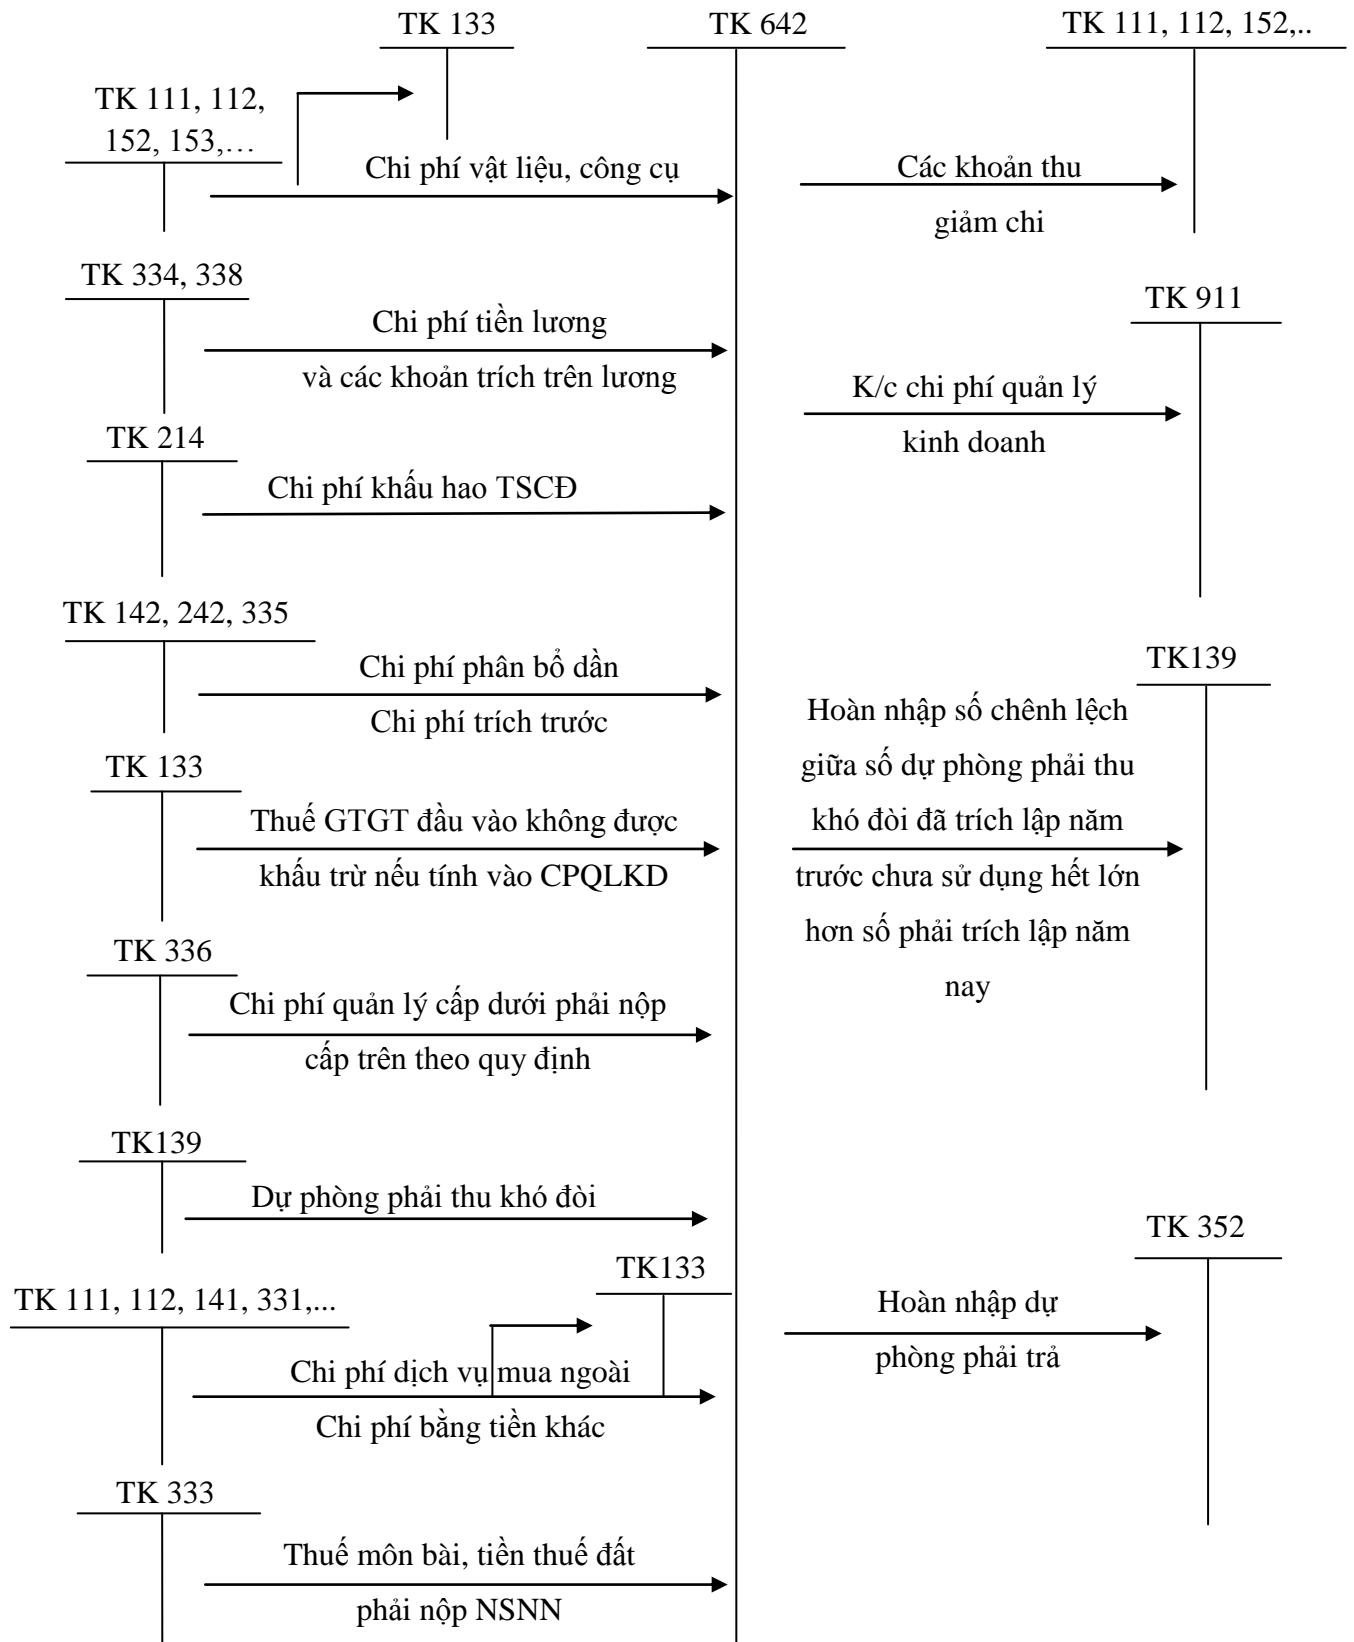 TK 133
TK 642
TK 111, 112, 152,..
TK 111, 112,
152, 153,…
Chi phí vật liệu, công cụ
Các khoản thu
giảm chi
TK 334, 338
Chi phí tiền lương
và các khoản trích trên lương
TK 911
K/c chi phí quản lý
kinh doanh
TK 214
Chi phí khấu hao TSCĐ
TK 142, 242, 335
Chi phí phân bổ dần
Chi phí trích trước
TK139
Hoàn nhập số chênh lệch
giữa số dự phòng phải thu
khó đòi đã trích lập năm
trước chưa sử dụng hết lớn
hơn số phải trích lập năm
nay
TK 133
Thuế GTGT đầu vào không được
khấu trừ nếu tính vào CPQLKD
TK 336
Chi phí quản lý cấp dưới phải nộp
cấp trên theo quy định
TK139
Dự phòng phải thu khó đòi
TK 352
Hoàn nhập dự
phòng phải trả
TK133
TK 111, 112, 141, 331,...
Chi phí dịch vụ mua ngoài
Chi phí bằng tiền khác
TK 333
Thuế môn bài, tiền thuế đất
phải nộp NSNN